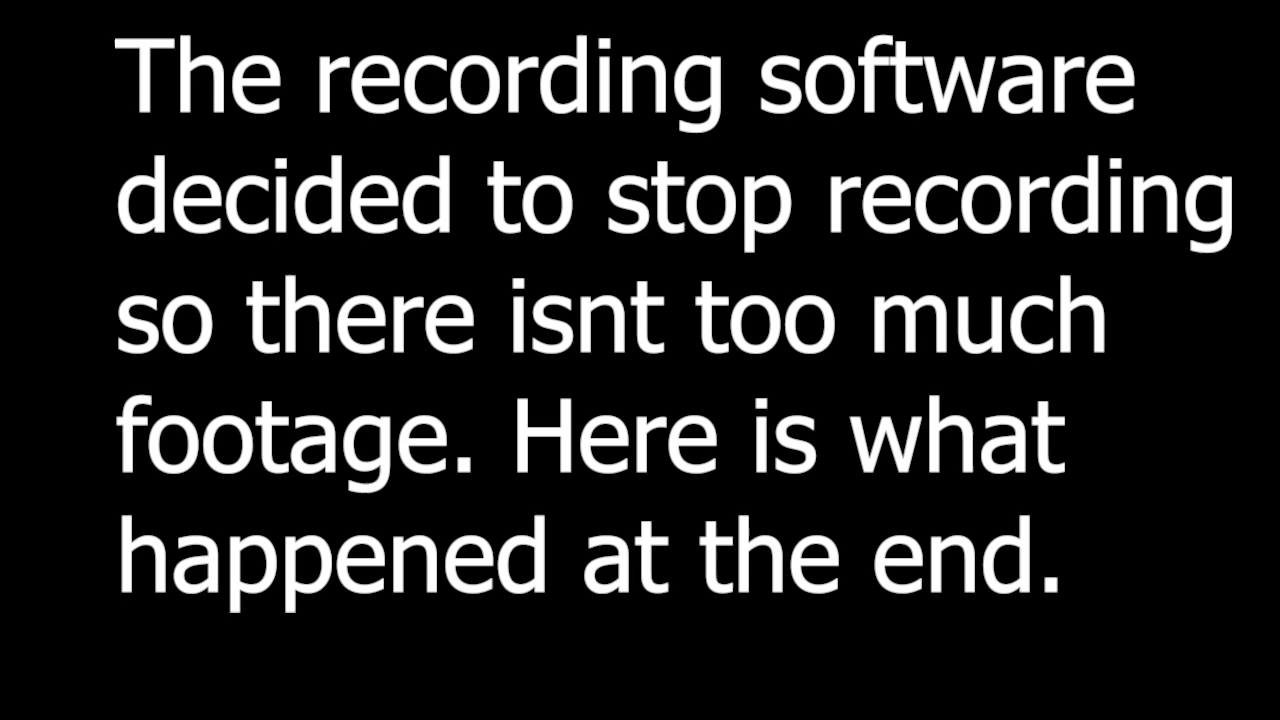 The recording software
decided to stop recording
so there isnt too much
footage. Here is what
happened at the end.